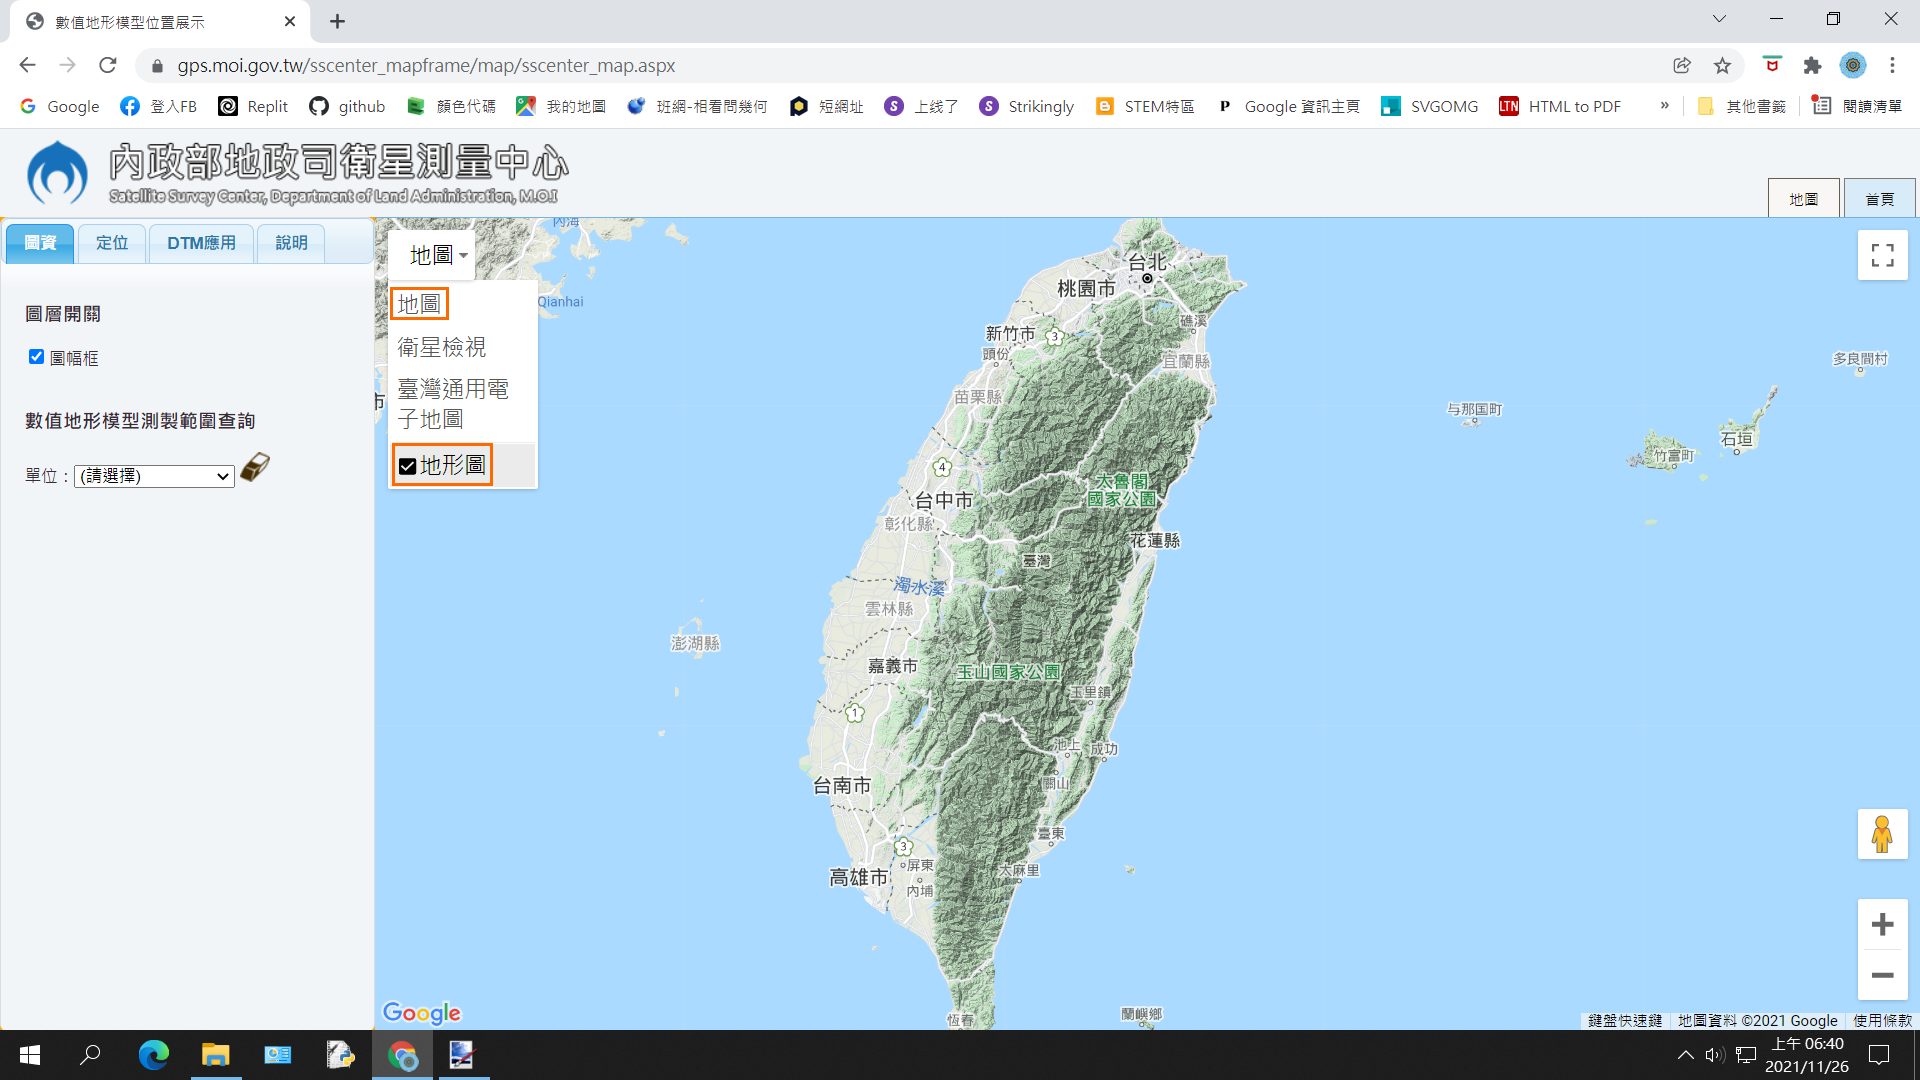 數值地形模型位置展示
gps.moi.gov.tw/sscenter_mapframe/map/sscenter_map.aspx
Google
登入FB
Replit
github
顏色代碼
我的地圖
班網-相看問幾何
短網址
上线了
Strikingly
STEM特區
Google 資訊主頁
SVGOMG
LTN
HTML to PDF
»
其他書籤
閱讀清單
內政部地政司衛星測量中心
Satellite Survey Center, Department of Land Administration, M.O.I
地圖
首頁
圖資
定位
DTM應用
說明
圖層開關
圖幅框
數值地形模型測製範圍查詢
單位：(請選擇)
地圖
地圖
衛星檢視
臺灣通用電
子地圖
地形圖
內海
Qianhai
市
台北
桃園市
新竹市
3
礁溪
頭份
宜蘭縣
苗栗縣
多良間村
与那国町
石垣
竹富町
4
台中市
太魯閣
國家公園
彰化縣
花蓮縣
臺灣
濁水溪
雲林縣
澎湖縣
嘉義市
玉山國家公園
玉里鎮
1
池上
成功
關山
台南市
臺東
3
屏東
太麻里
高雄市
內埔
恆春
蘭嶼鄉
Google
鍵盤快速鍵
地圖資料 ©2021 Google
使用條款
上午 06:40
2021/11/26